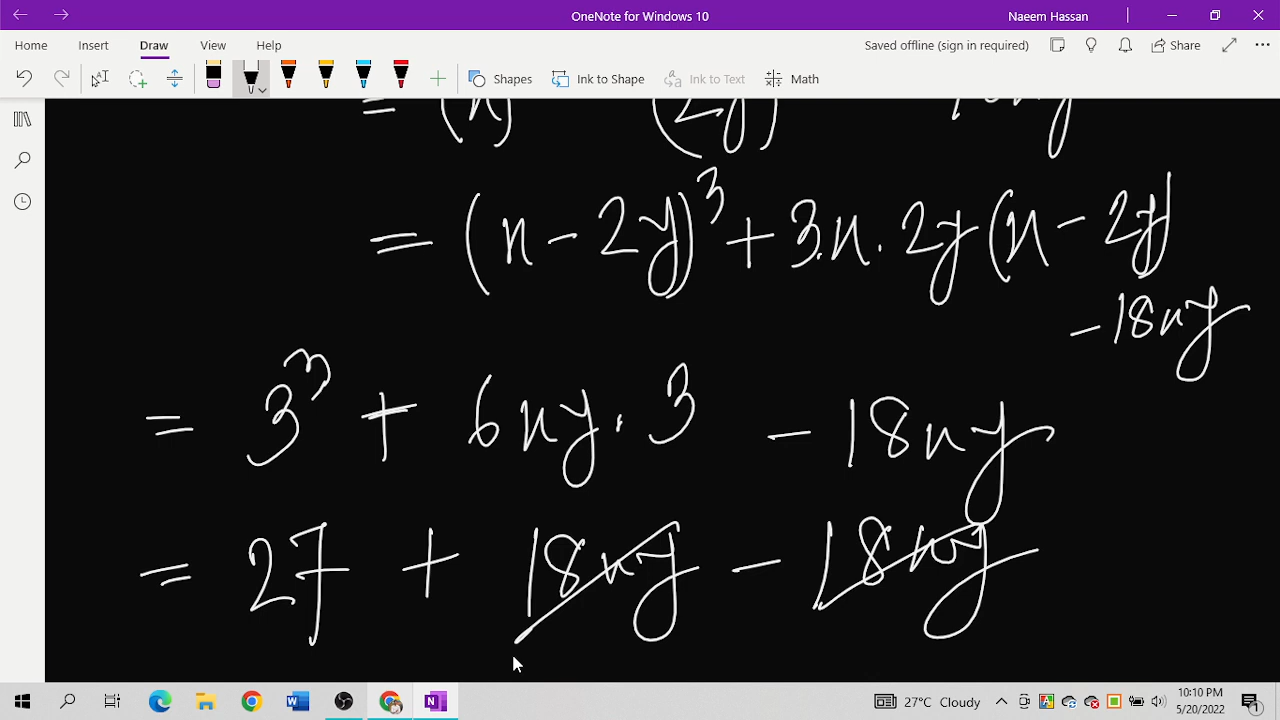 OneNote for Windows 10
Naeem Hassan
Home Insert Draw View Help
Saved offline (sign in required) Share
Shapes Ink to Shape Ink to Text Math
= (x) (2y)
= (x - 2y)³ + 3.x.2y(x - 2y)
- 18xy
= 3³ + 6xy.3 - 18xy
= 27 + 18xy - 18xy
27°C Cloudy
10:10 PM
5/20/2022